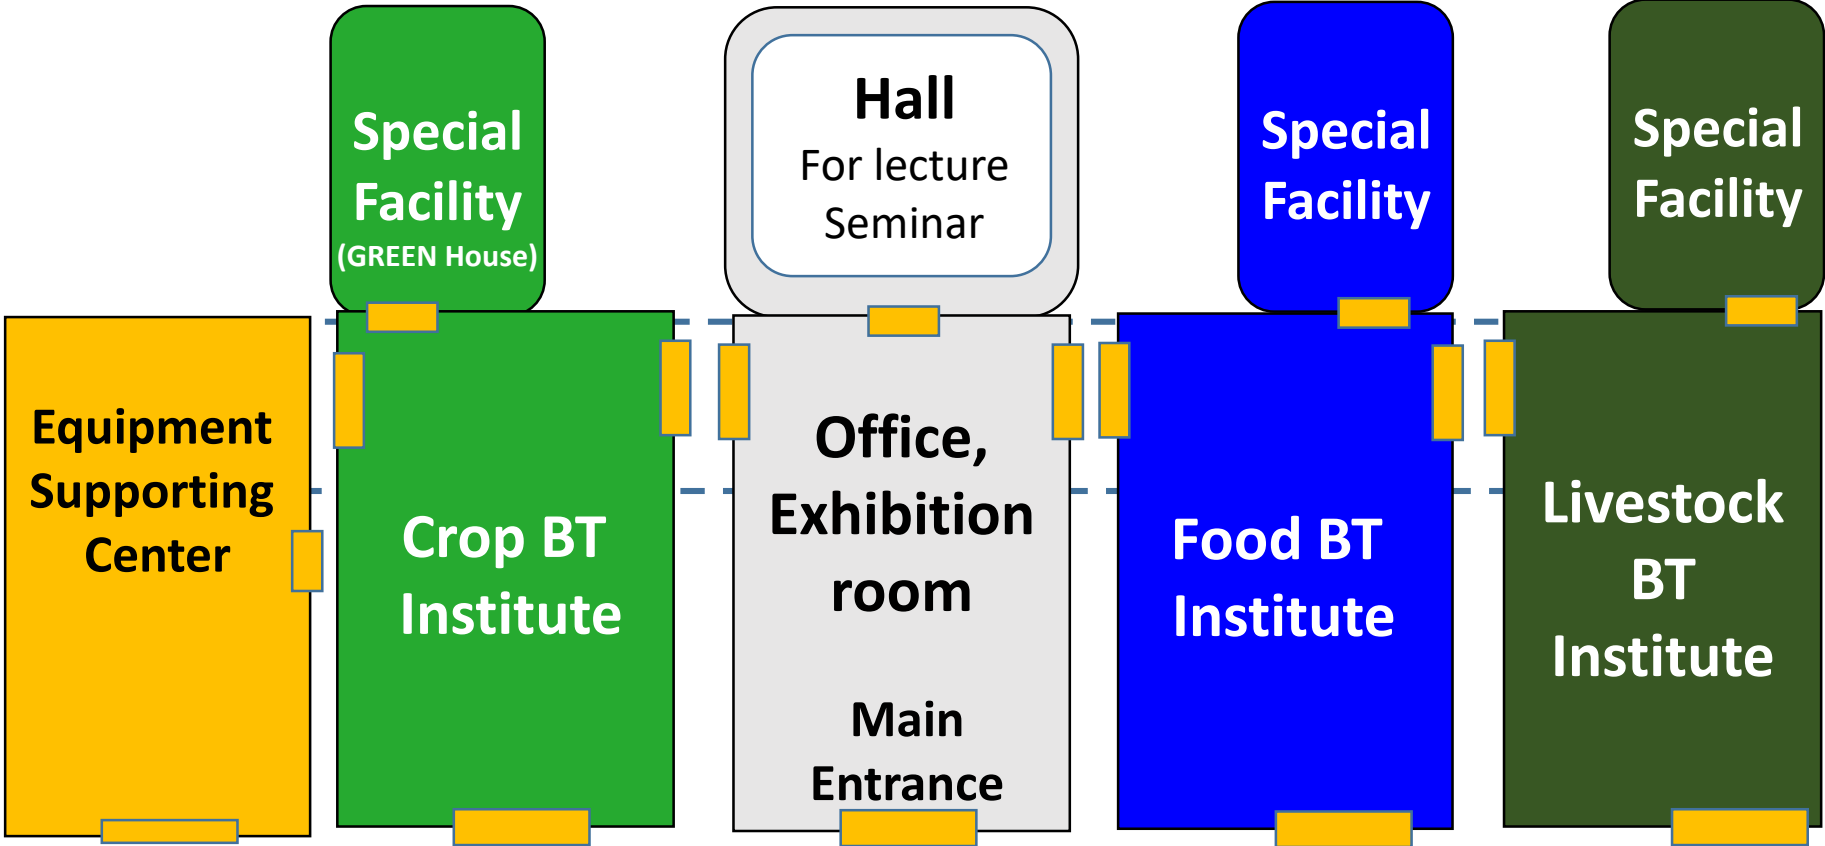 Special
Facility
(GREEN House)
Hall
For lecture
Seminar
Special
Facility
Special
Facility
Equipment
Supporting
Center
Crop BT
Institute
Office,
Exhibition
room
Main
Entrance
Food BT
Institute
Livestock
BT
Institute